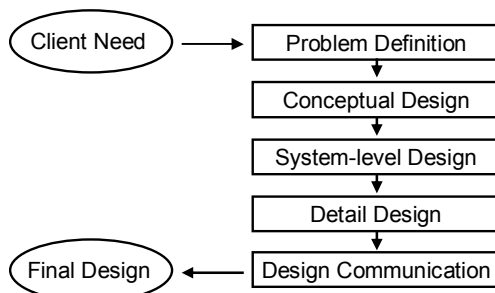 Client Need
Problem Definition
Conceptual Design
System-level Design
Detail Design
Design Communication
Final Design